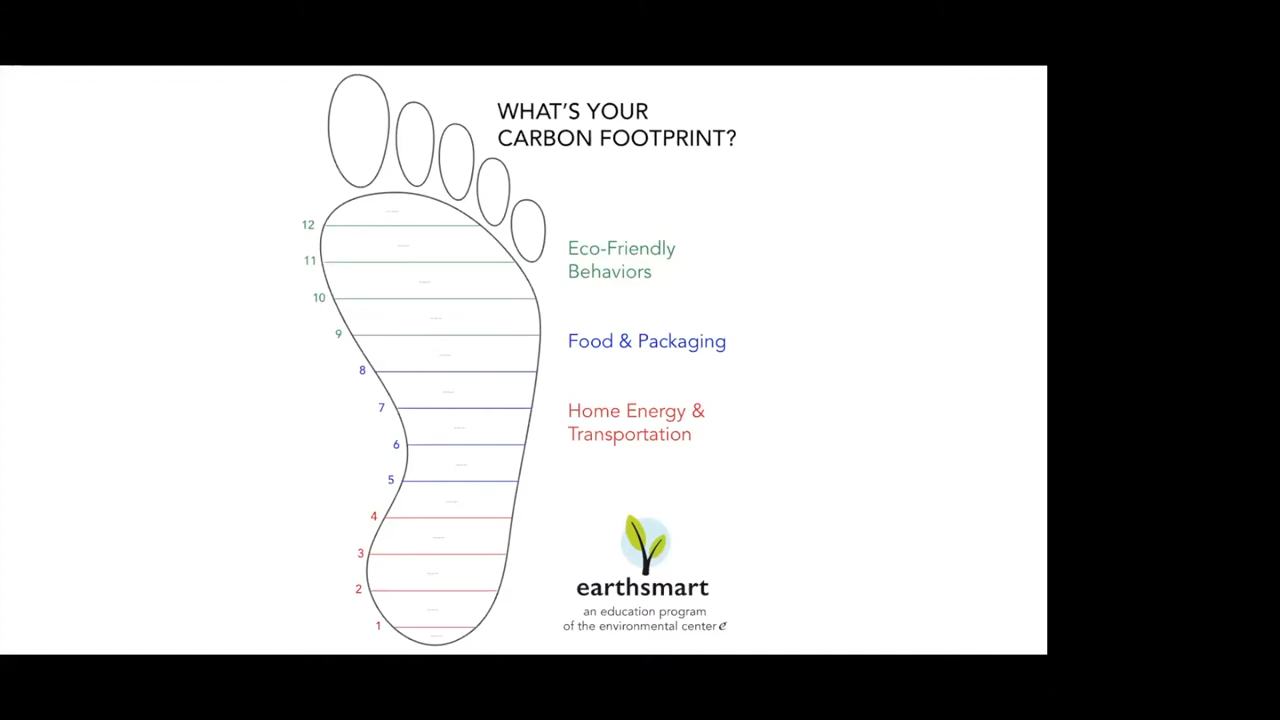 WHAT'S YOUR
CARBON FOOTPRINT?
12
11
10
9
8
7
6
5
4
3
2
1
Eco-Friendly
Behaviors
Food & Packaging
Home Energy &
Transportation
earthsmart
an education program
of the environmental center e